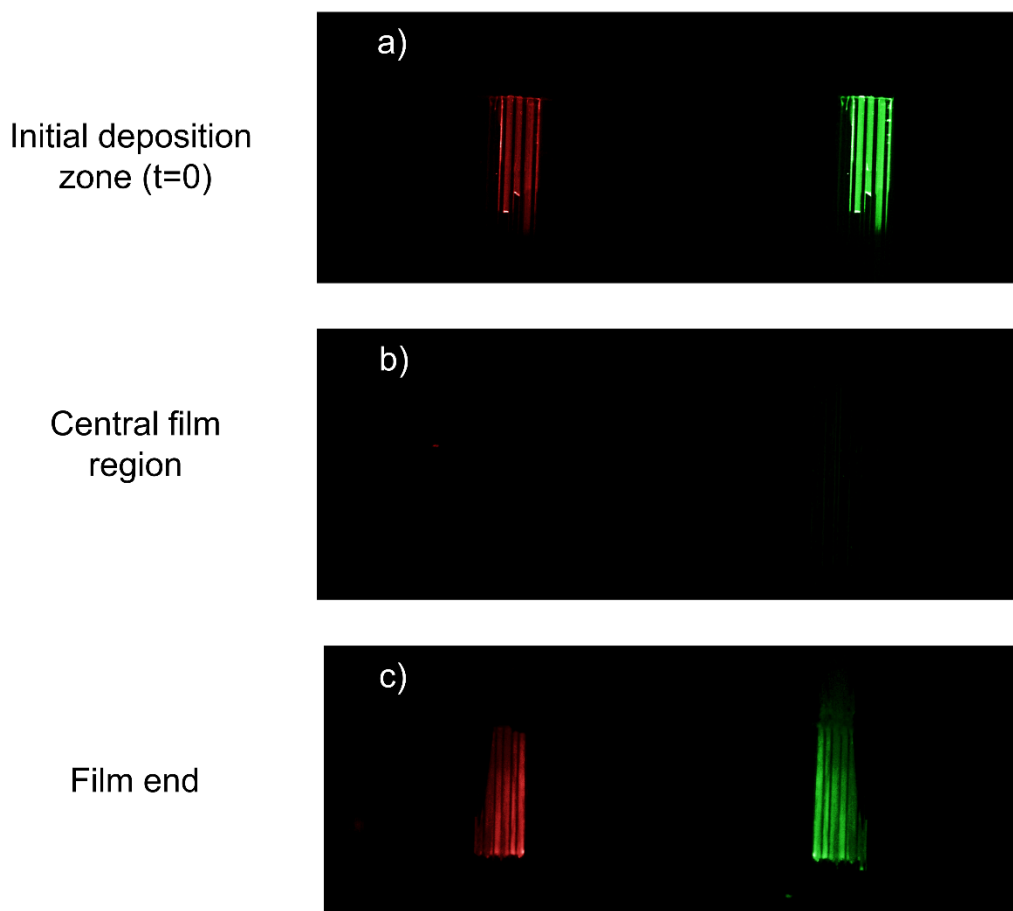 a)
Initial deposition
zone (t=0)
b)
Central film
region
c)
Film end